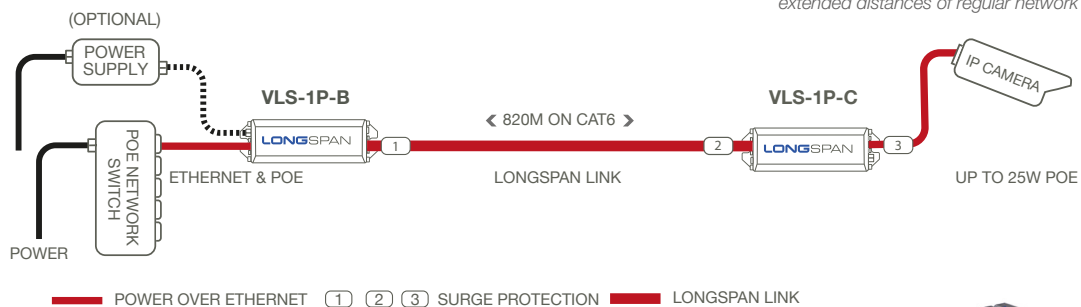 extended distances of regular network
(OPTIONAL)
POWER
SUPPLY
IP CAMERA
VLS-1P-B
VLS-1P-C
< 820M ON CAT6 >
LONGSPAN
1
2
LONGSPAN
3
POE NETWORK
SWITCH
ETHERNET & POE
LONGSPAN LINK
UP TO 25W POE
POWER
POWER OVER ETHERNET
1 2 3 SURGE PROTECTION
LONGSPAN LINK